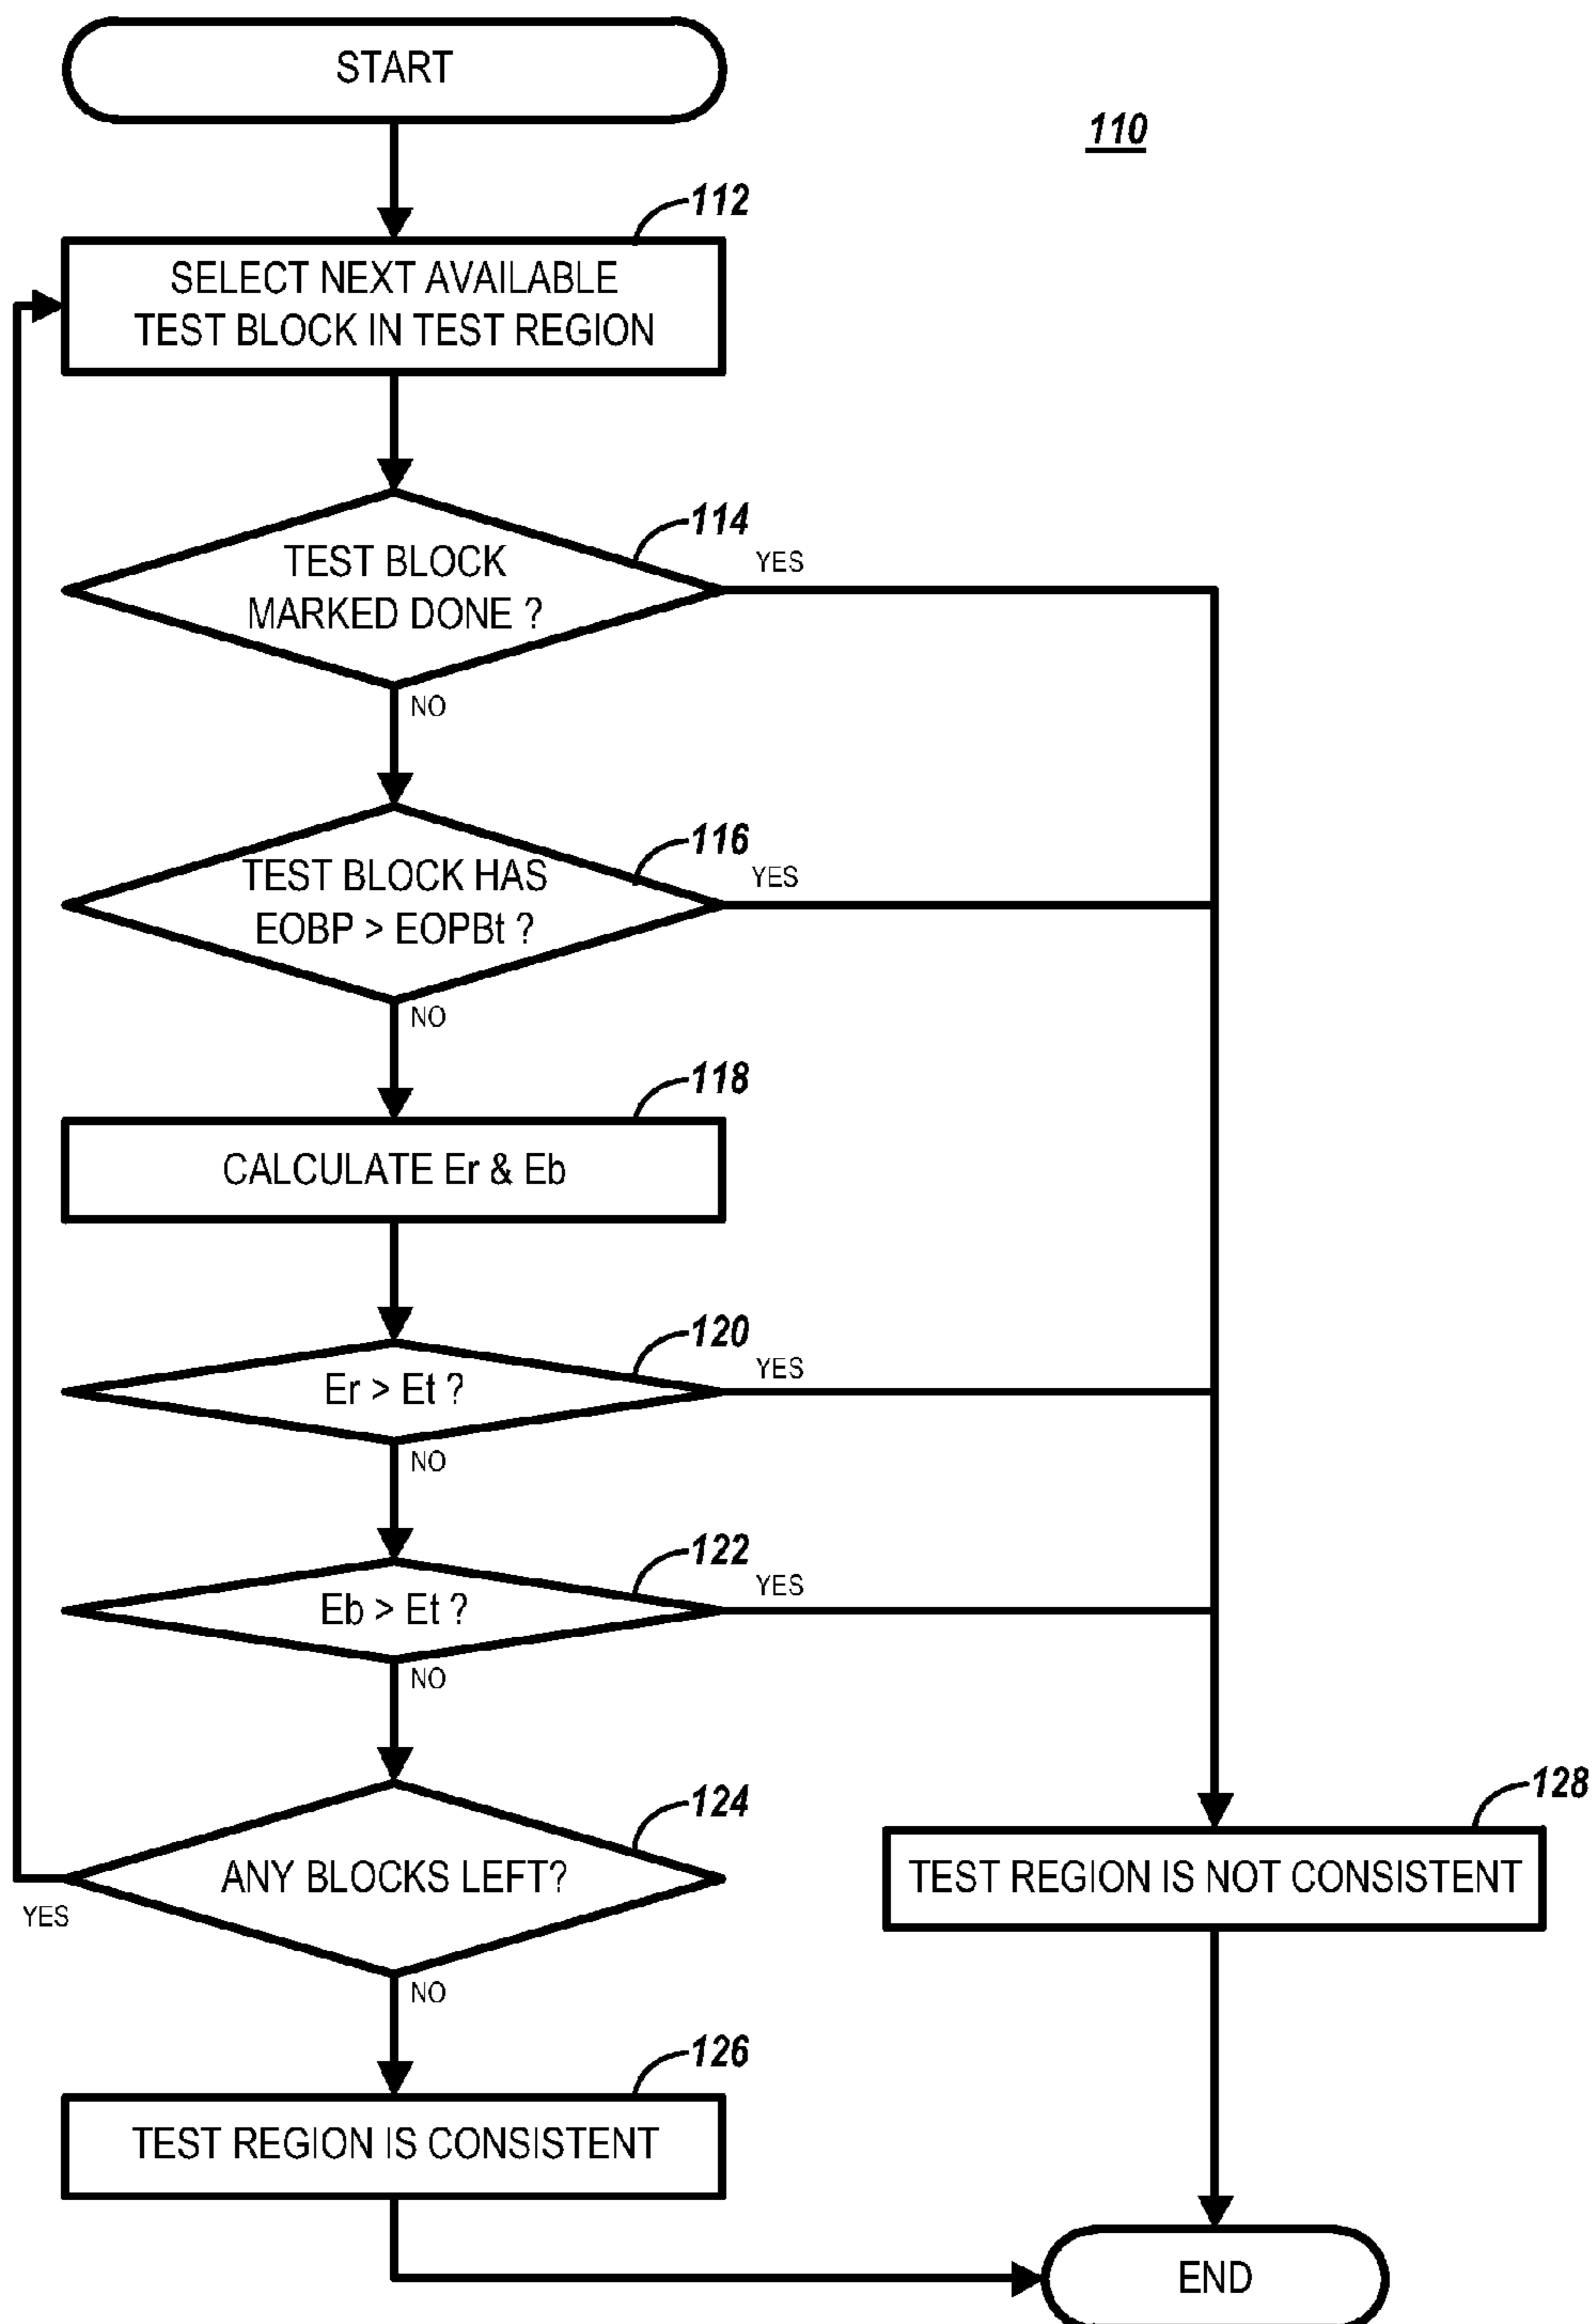 START
110
112
SELECT NEXT AVAILABLE
TEST BLOCK IN TEST REGION
114
TEST BLOCK
MARKED DONE ?
YES
NO
116
TEST BLOCK HAS
EOBP > EOPBt ?
YES
NO
118
CALCULATE Er & Eb
120
Er > Et ?
YES
NO
122
Eb > Et ?
YES
NO
124
ANY BLOCKS LEFT?
YES
NO
128
TEST REGION IS NOT CONSISTENT
126
TEST REGION IS CONSISTENT
END